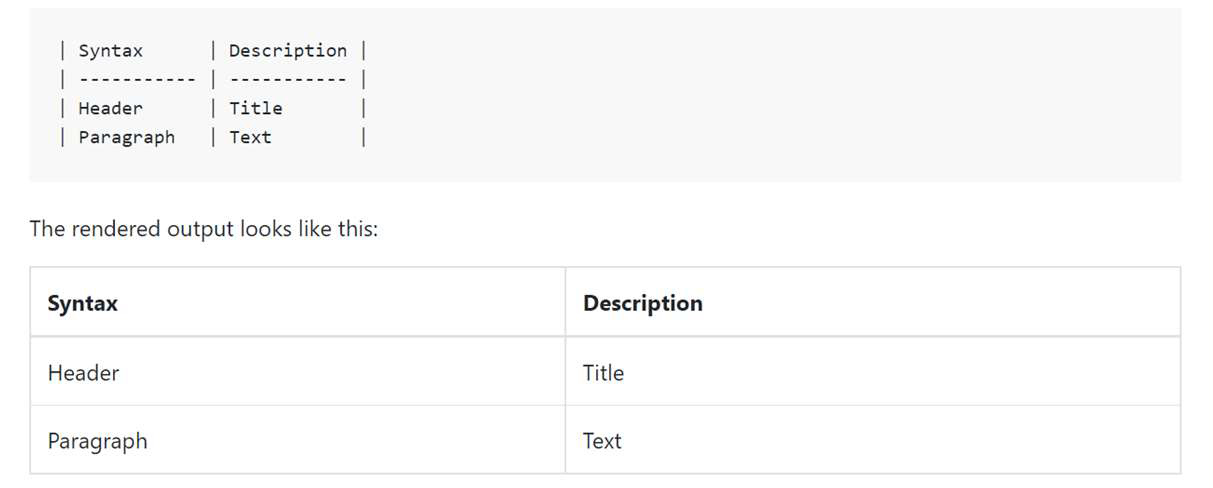 | Syntax      | Description |
| ----------- | ----------- |
| Header      | Title       |
| Paragraph   | Text        |
The rendered output looks like this:
Syntax Description
Header Title
Paragraph Text